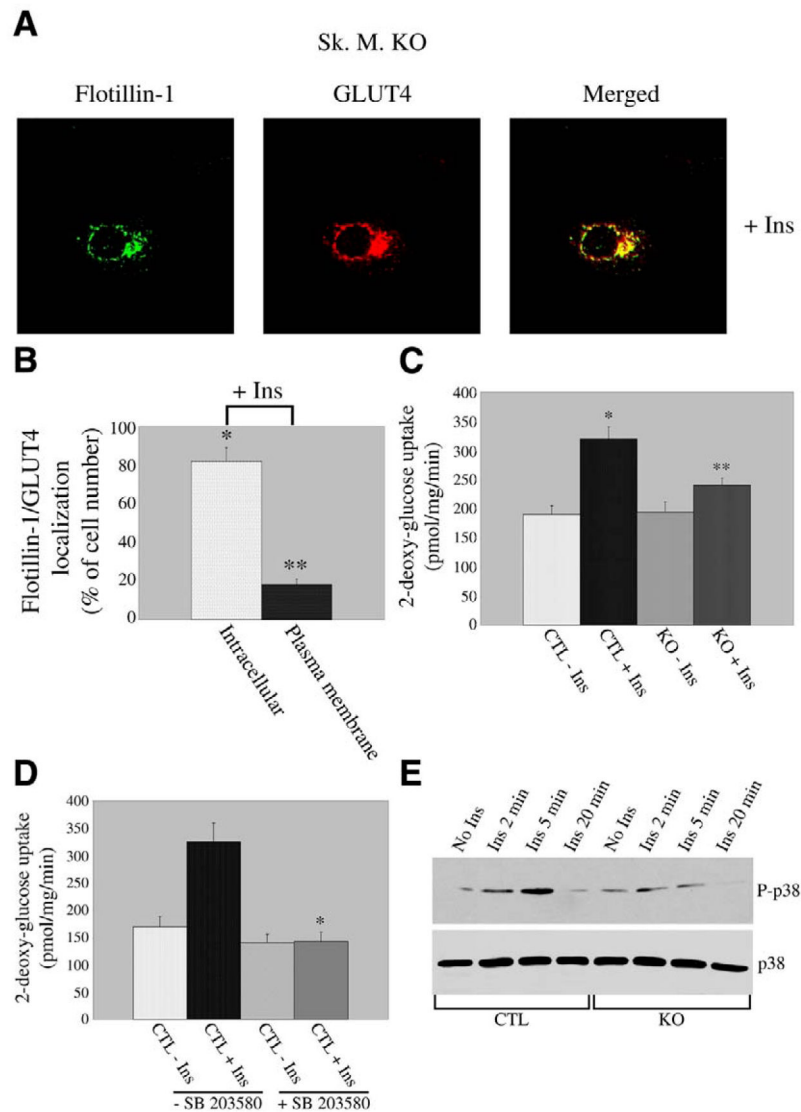 A
Sk. M. KO
Flotillin-1
GLUT4
Merged
+ Ins
B
+ Ins
Flotillin-1/GLUT4
localization
(% of cell number)
100
80
60
40
20
0
*
**
Intracellular
Plasma membrane
C
2-deoxy-glucose uptake
(pmol/mg/min)
400
350
300
250
200
150
100
50
0
*
**
CTL - Ins
CTL + Ins
KO - Ins
KO + Ins
D
2-deoxy-glucose uptake
(pmol/mg/min)
400
350
300
250
200
150
100
50
0
*
CTL - Ins
CTL + Ins
CTL - Ins
CTL + Ins
- SB 203580
+ SB 203580
E
No Ins
Ins 2 min
Ins 5 min
Ins 20 min
No Ins
Ins 2 min
Ins 5 min
Ins 20 min
P-p38
p38
CTL
KO